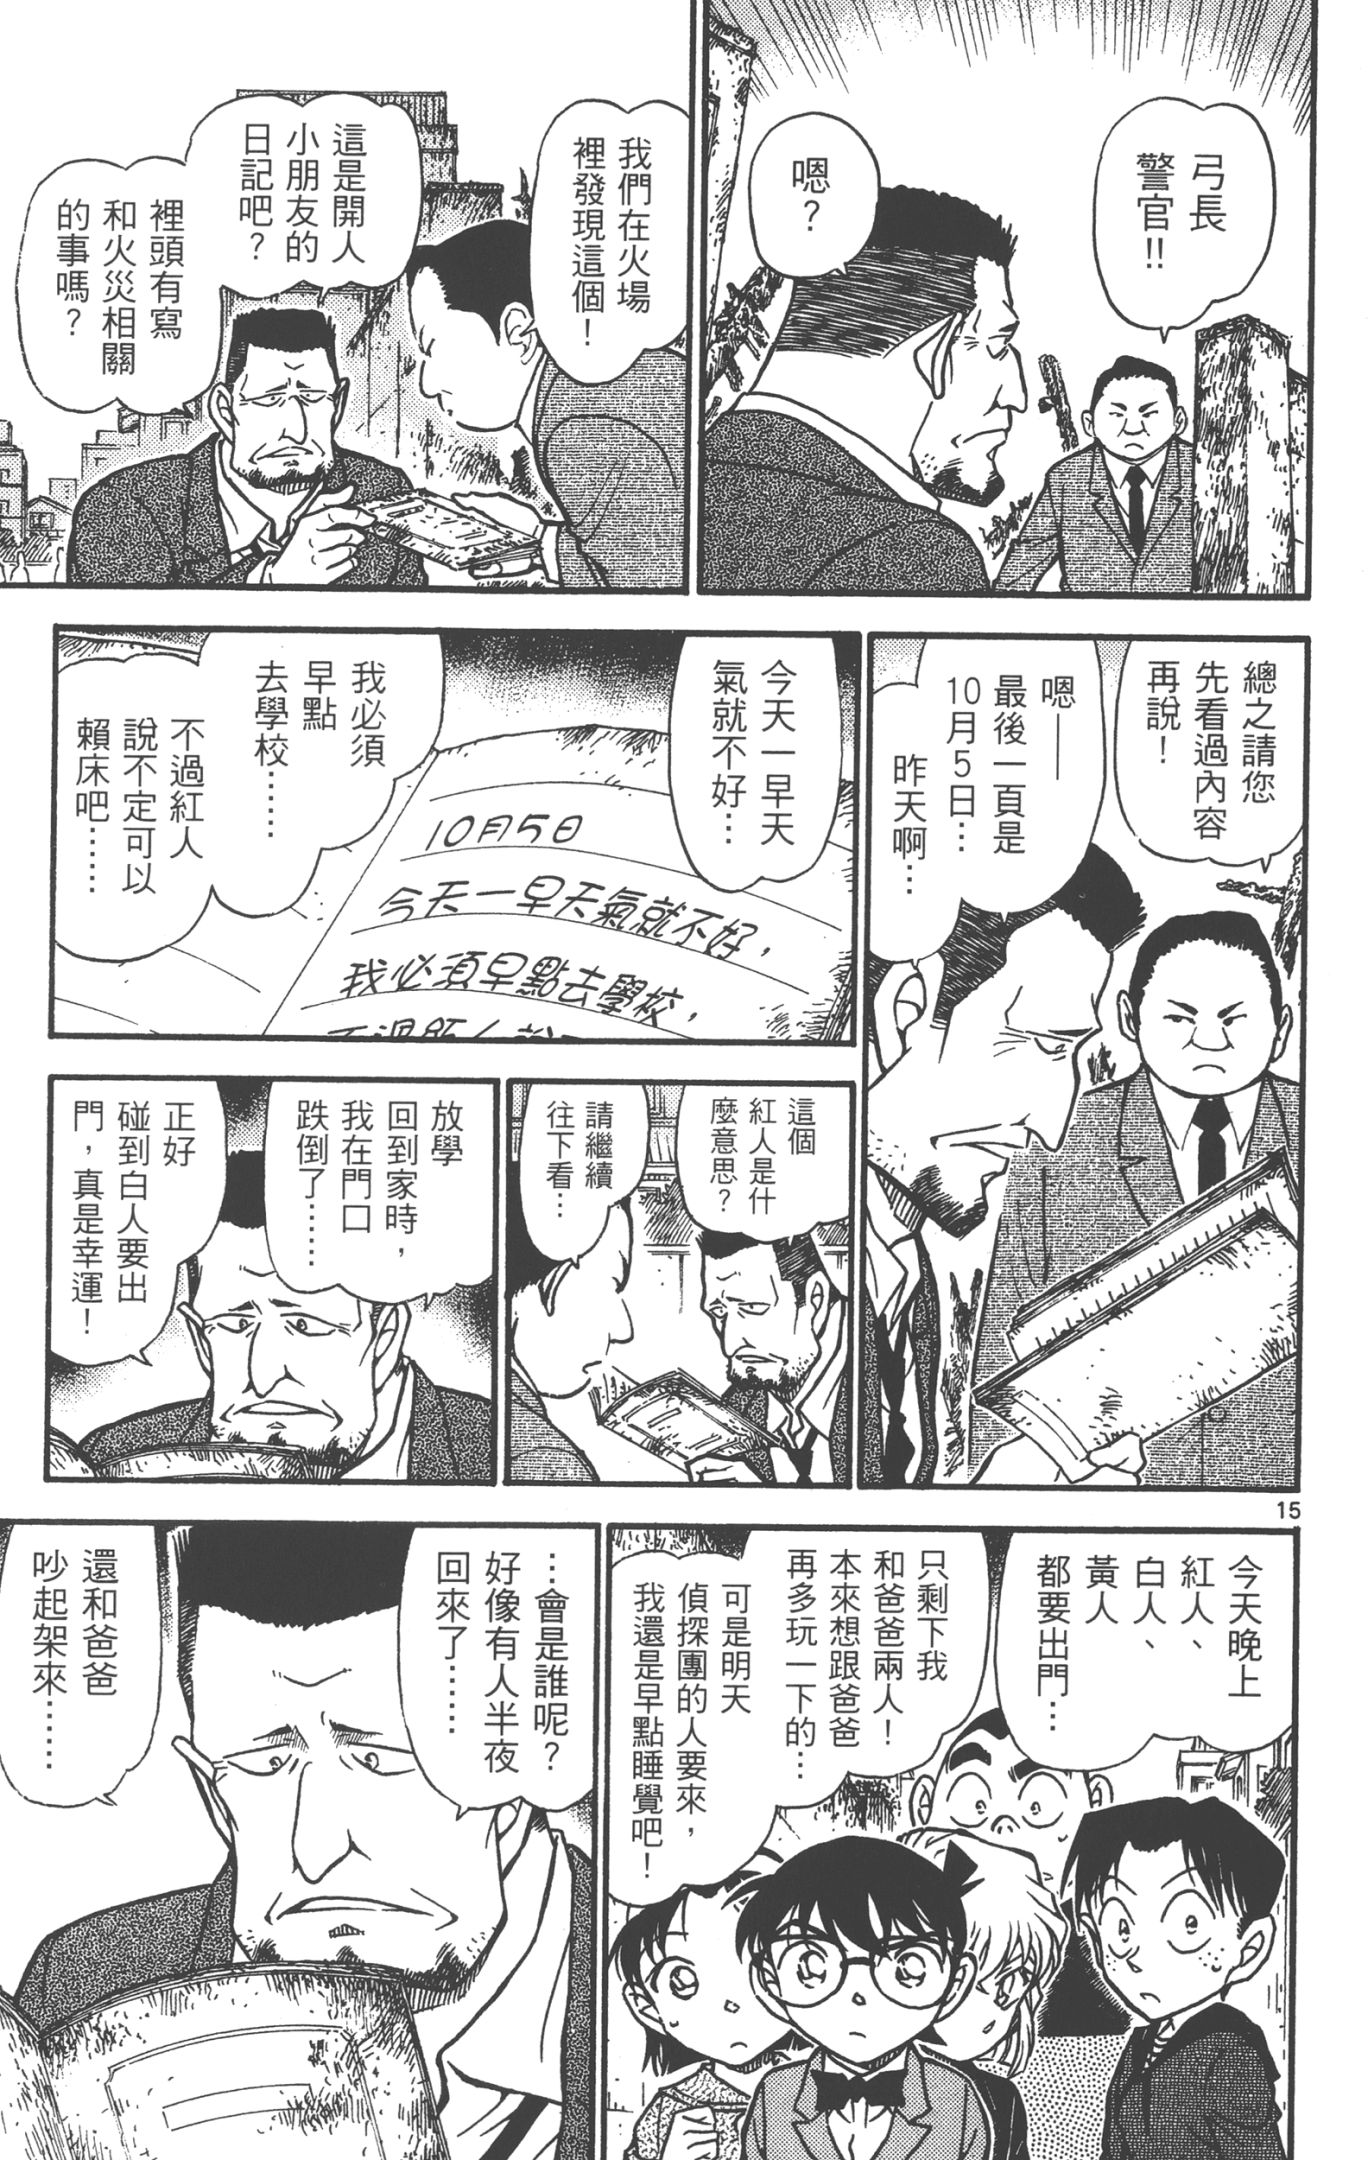 弓長
警官!!
嗯？
我們在火場
裡發現這個！
這是開人
小朋友的
日記吧？
裡頭有寫
和火災相關
的事嗎？
總之請您
先看過內容
再說！
嗯——
最後一頁是
10月5日…
昨天啊…
今天一早天
氣就不好…
我必須
早點
去學校……
不過紅人
說不定可以
賴床吧……
10月5日
今天一早天氣就不好，
我必須早點去學校，
這個
紅人是什
麼意思？
請繼續
往下看…
放學
回到家時，
我在門口
跌倒了……
正好
碰到白人要出
門，真是幸運！
15
今天晚上
紅人、
白人、
黃人
都要出門…
只剩下我
和爸爸兩人！
本來想跟爸爸
再多玩一下的…
可是明天
偵探團的人要來，
我還是早點睡覺吧！
…會是誰呢？
好像有人半夜
回來了……
還和爸爸
吵起架來……